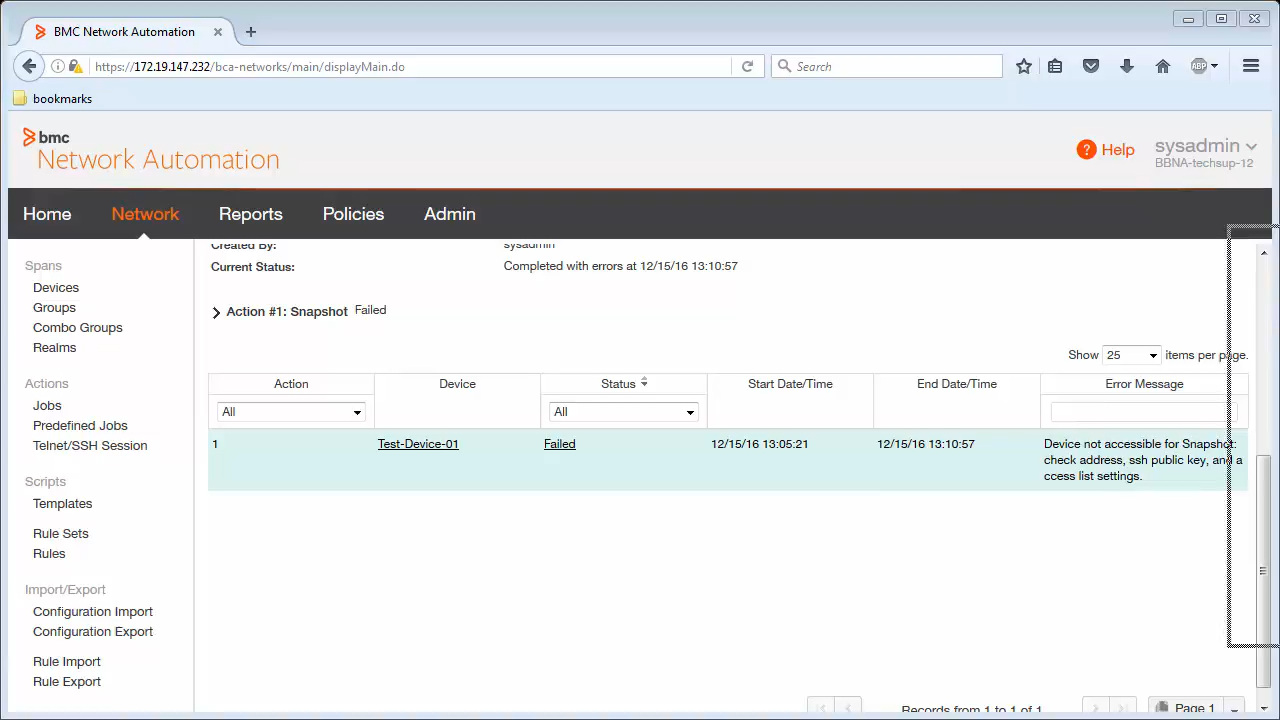 BMC Network Automation
https://172.19.147.232/bca-networks/main/displayMain.do
Search
ABP
bookmarks
bmc
Network Automation
? Help
sysadmin
BBNA-techsup-12
Home Network Reports Policies Admin
Spans
Devices
Groups
Combo Groups
Realms
Actions
Jobs
Predefined Jobs
Telnet/SSH Session
Scripts
Templates
Rule Sets
Rules
Import/Export
Configuration Import
Configuration Export
Rule Import
Rule Export
Created By: sysadmin
Current Status: Completed with errors at 12/15/16 13:10:57
Action #1: Snapshot Failed
Show 25 items per page.
Action Device Status Start Date/Time End Date/Time Error Message
All All
1 Test-Device-01 Failed 12/15/16 13:05:21 12/15/16 13:10:57 Device not accessible for Snapshot:
check address, ssh public key, and a
ccess list settings.
Records from 1 to 1 of 1 Page 1